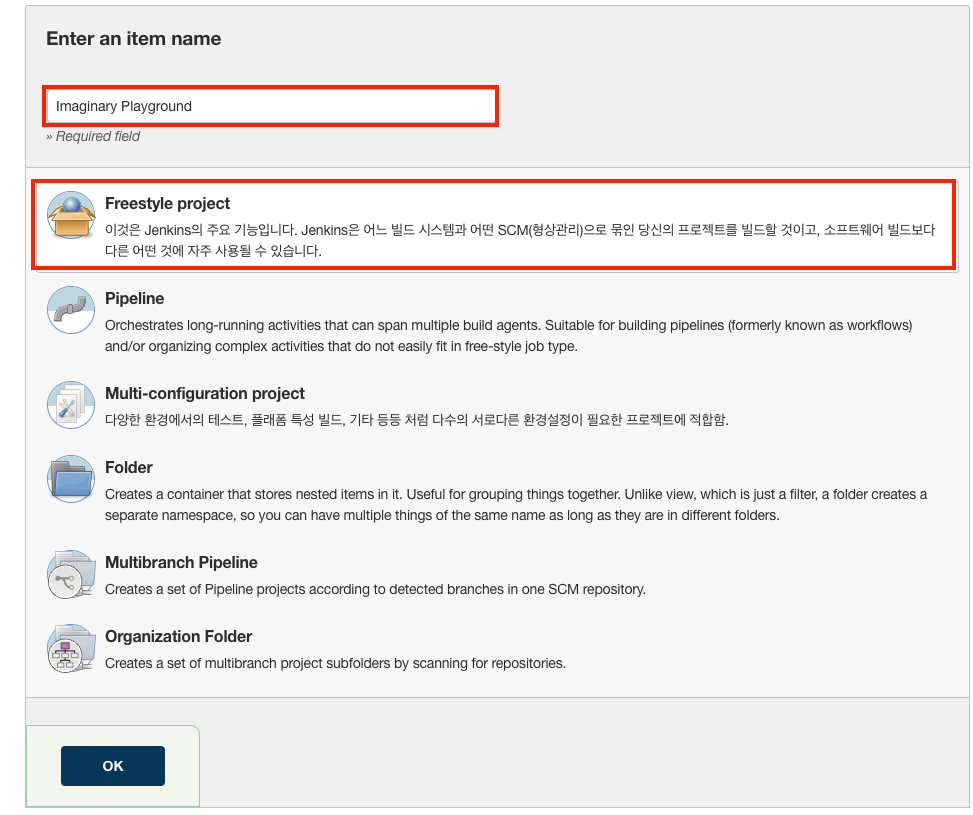 Enter an item name
Imaginary Playground
» Required field
Freestyle project
이것은 Jenkins의 주요 기능입니다. Jenkins은 어느 빌드 시스템과 어떤 SCM(형상관리)으로 묶인 당신의 프로젝트를 빌드할 것이고, 소프트웨어 빌드보다
다른 어떤 것에 자주 사용될 수 있습니다.
Pipeline
Orchestrates long-running activities that can span multiple build agents. Suitable for building pipelines (formerly known as workflows)
and/or organizing complex activities that do not easily fit in free-style job type.
Multi-configuration project
다양한 환경에서의 테스트, 플래폼 특성 빌드, 기타 등등 처럼 다수의 서로다른 환경설정이 필요한 프로젝트에 적합함.
Folder
Creates a container that stores nested items in it. Useful for grouping things together. Unlike view, which is just a filter, a folder creates a
separate namespace, so you can have multiple things of the same name as long as they are in different folders.
Multibranch Pipeline
Creates a set of Pipeline projects according to detected branches in one SCM repository.
Organization Folder
Creates a set of multibranch project subfolders by scanning for repositories.
OK